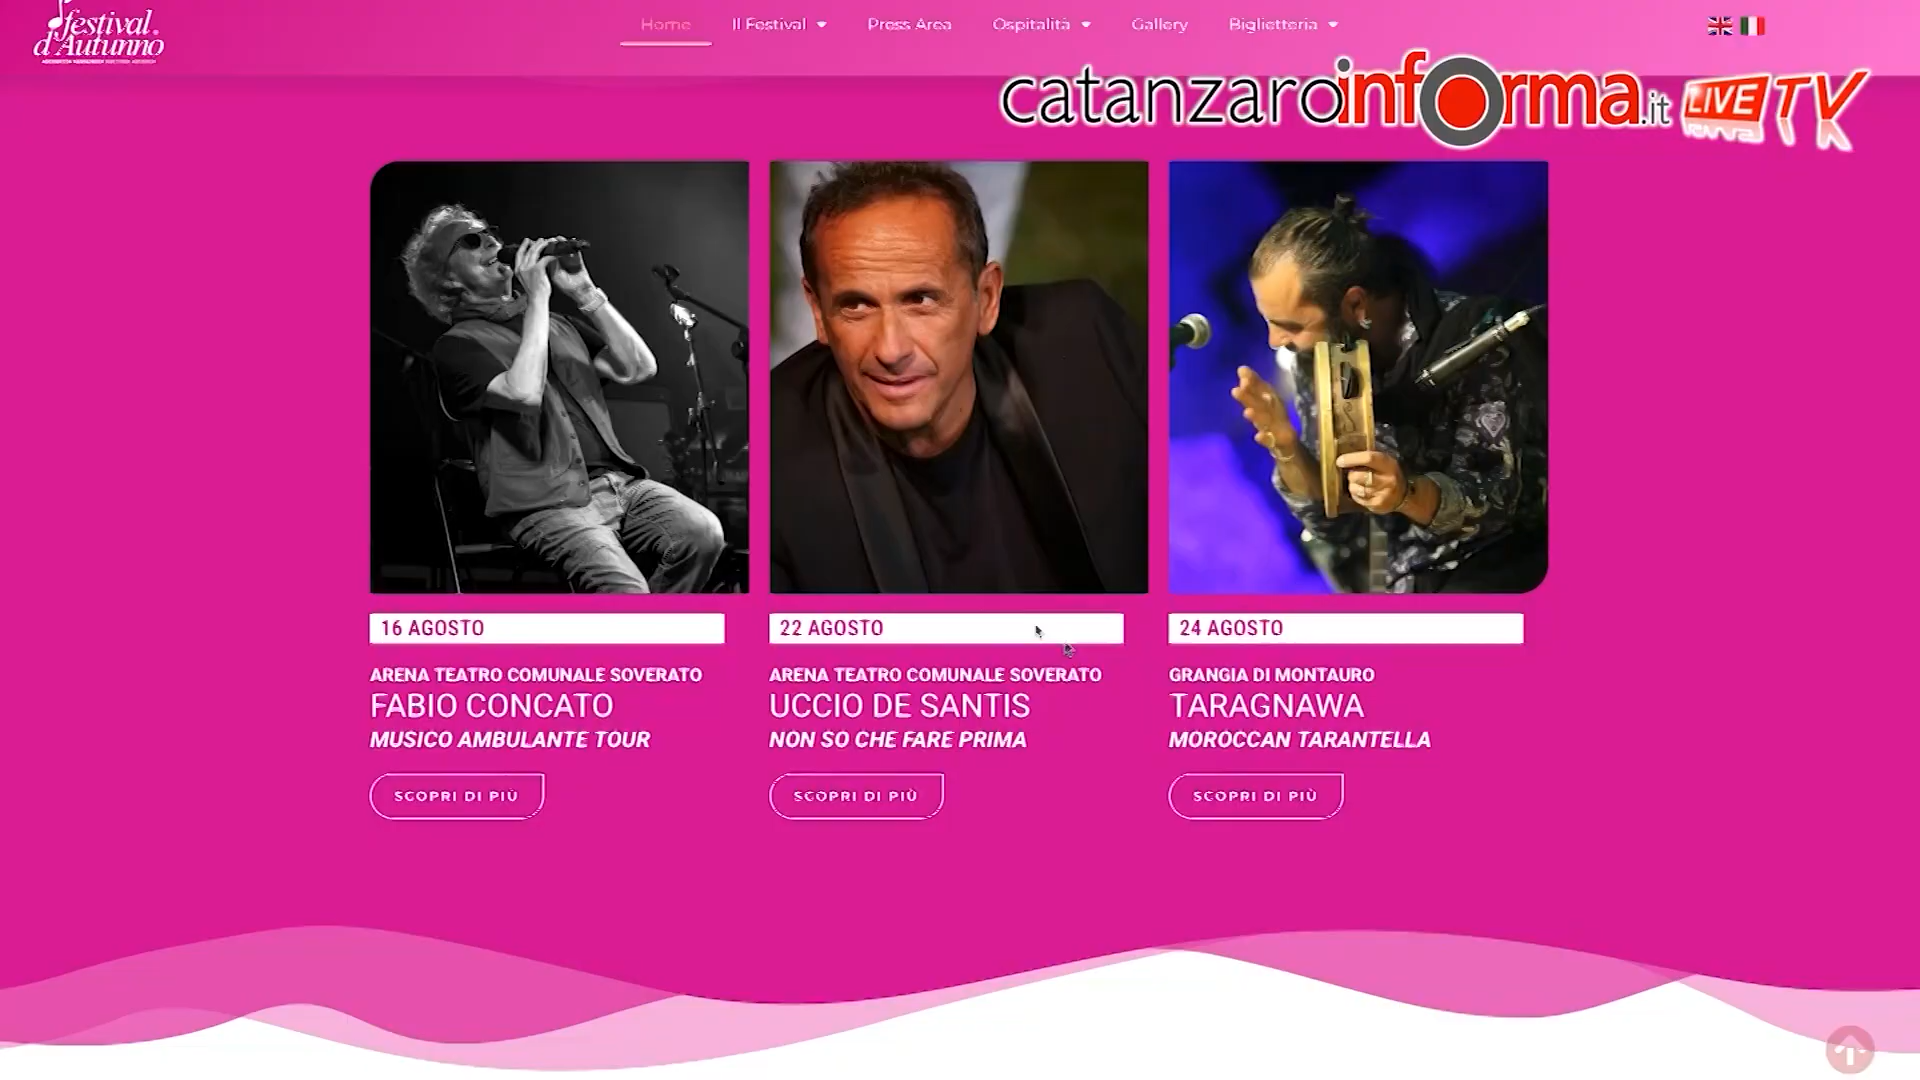 festival
d'Autunno
Home
Il Festival
Press Area
Ospitalità
Gallery
Biglietteria
catanzaroinforma.it LIVE TV
16 AGOSTO
ARENA TEATRO COMUNALE SOVERATO
FABIO CONCATO
MUSICO AMBULANTE TOUR
SCOPRI DI PIÙ
22 AGOSTO
ARENA TEATRO COMUNALE SOVERATO
UCCIO DE SANTIS
NON SO CHE FARE PRIMA
SCOPRI DI PIÙ
24 AGOSTO
GRANGIA DI MONTAURO
TARAGNAWA
MOROCCAN TARANTELLA
SCOPRI DI PIÙ